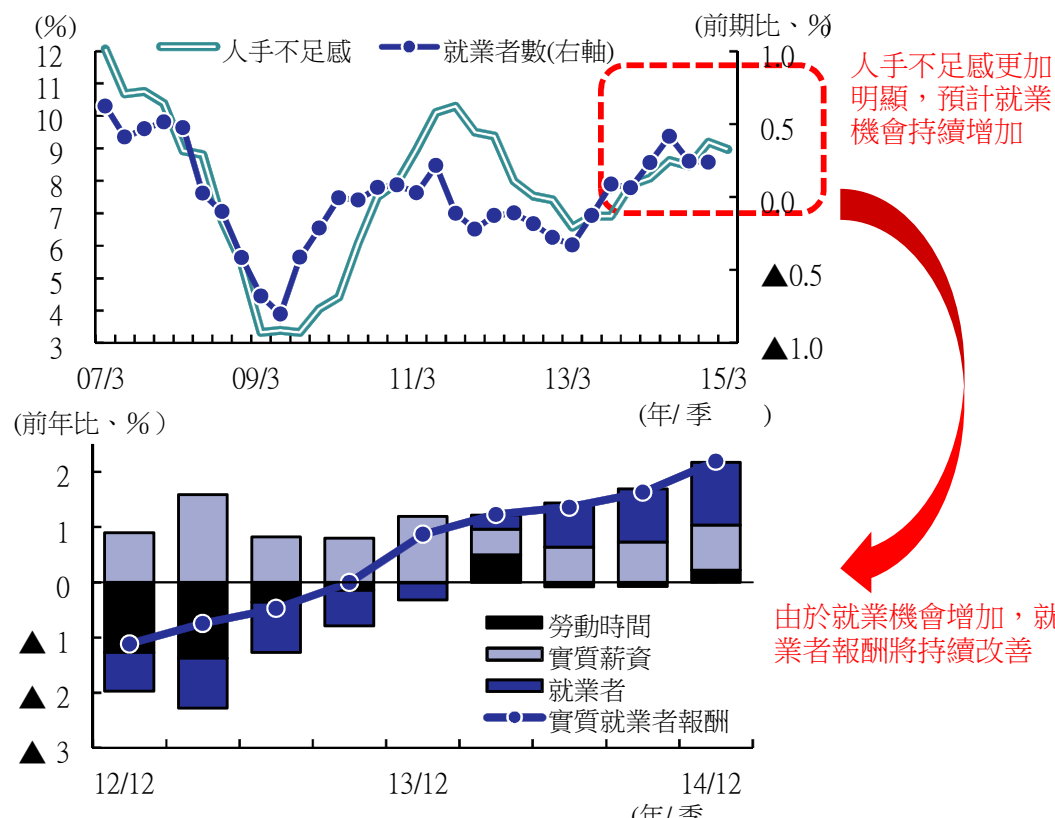 (%)
(前期比、%)
人手不足感
就業者數(右軸)
12
11
10
9
8
7
6
5
4
3
1.0
0.5
0.0
▲0.5
▲1.0
07/3
09/3
11/3
13/3
15/3
(年/季 )
人手不足感更加
明顯，預計就業
機會持續增加
(前年比、%）
2
1
0
▲ 1
▲ 2
▲ 3
勞動時間
實質薪資
就業者
實質就業者報酬
12/12
13/12
14/12
(年/季
由於就業機會增加，就
業者報酬將持續改善